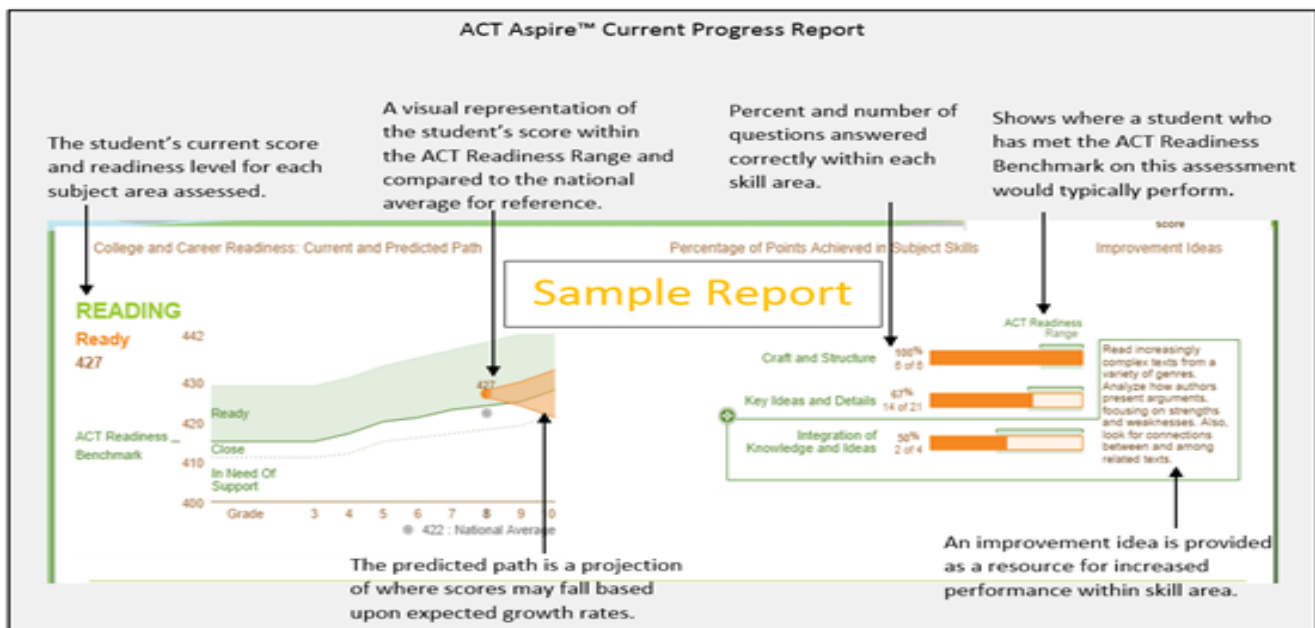 ACT Aspire™ Current Progress Report
The student's current score
and readiness level for each
subject area assessed.
A visual representation of
the student's score within
the ACT Readiness Range and
compared to the national
average for reference.
Percent and number of
questions answered
correctly within each
skill area.
Shows where a student who
has met the ACT Readiness
Benchmark on this assessment
would typically perform.
score
College and Career Readiness: Current and Predicted Path
Percentage of Points Achieved in Subject Skills
Improvement Ideas
Sample Report
READING
Ready
427
442
430
420
410
400
ACT Readiness
Benchmark
Ready
Close
In Need Of
Support
427
Grade 3 4 5 6 7 8 9 10
422 : National Average
ACT Readiness
Range
Craft and Structure
100%
6 of 6
Key Ideas and Details
67%
14 of 21
Integration of
Knowledge and Ideas
50%
2 of 4
Read increasingly
complex texts from a
variety of genres.
Analyze how authors
present arguments,
focusing on strengths
and weaknesses. Also,
look for connections
between and among
related texts.
The predicted path is a projection
of where scores may fall based
upon expected growth rates.
An improvement idea is provided
as a resource for increased
performance within skill area.